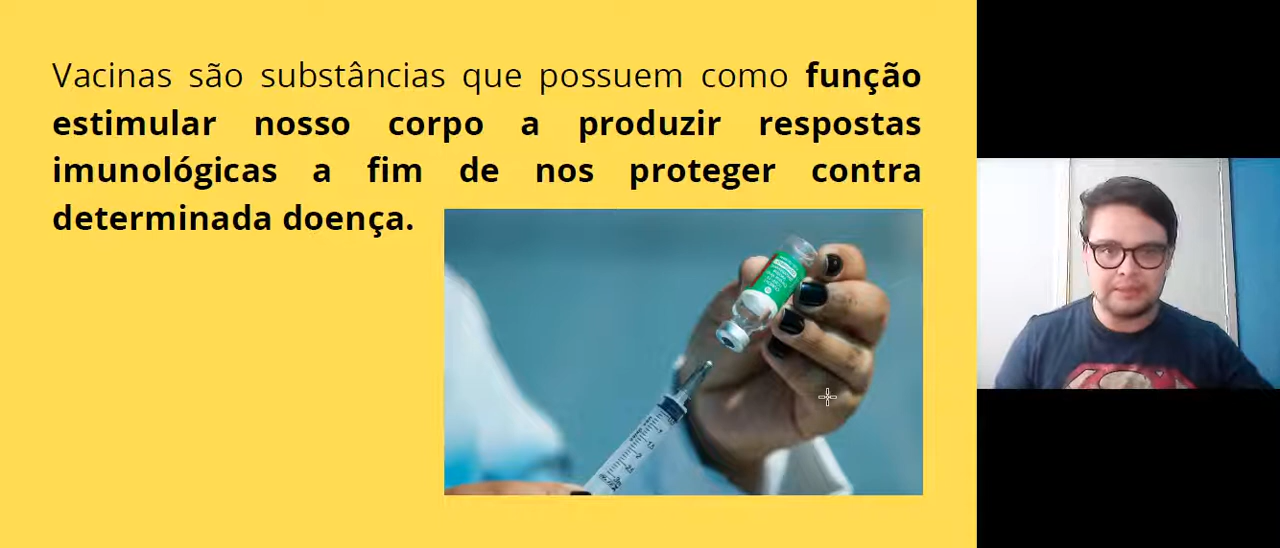 Vacinas são substâncias que possuem como função
estimular nosso corpo a produzir respostas
imunológicas a fim de nos proteger contra
determinada doença.